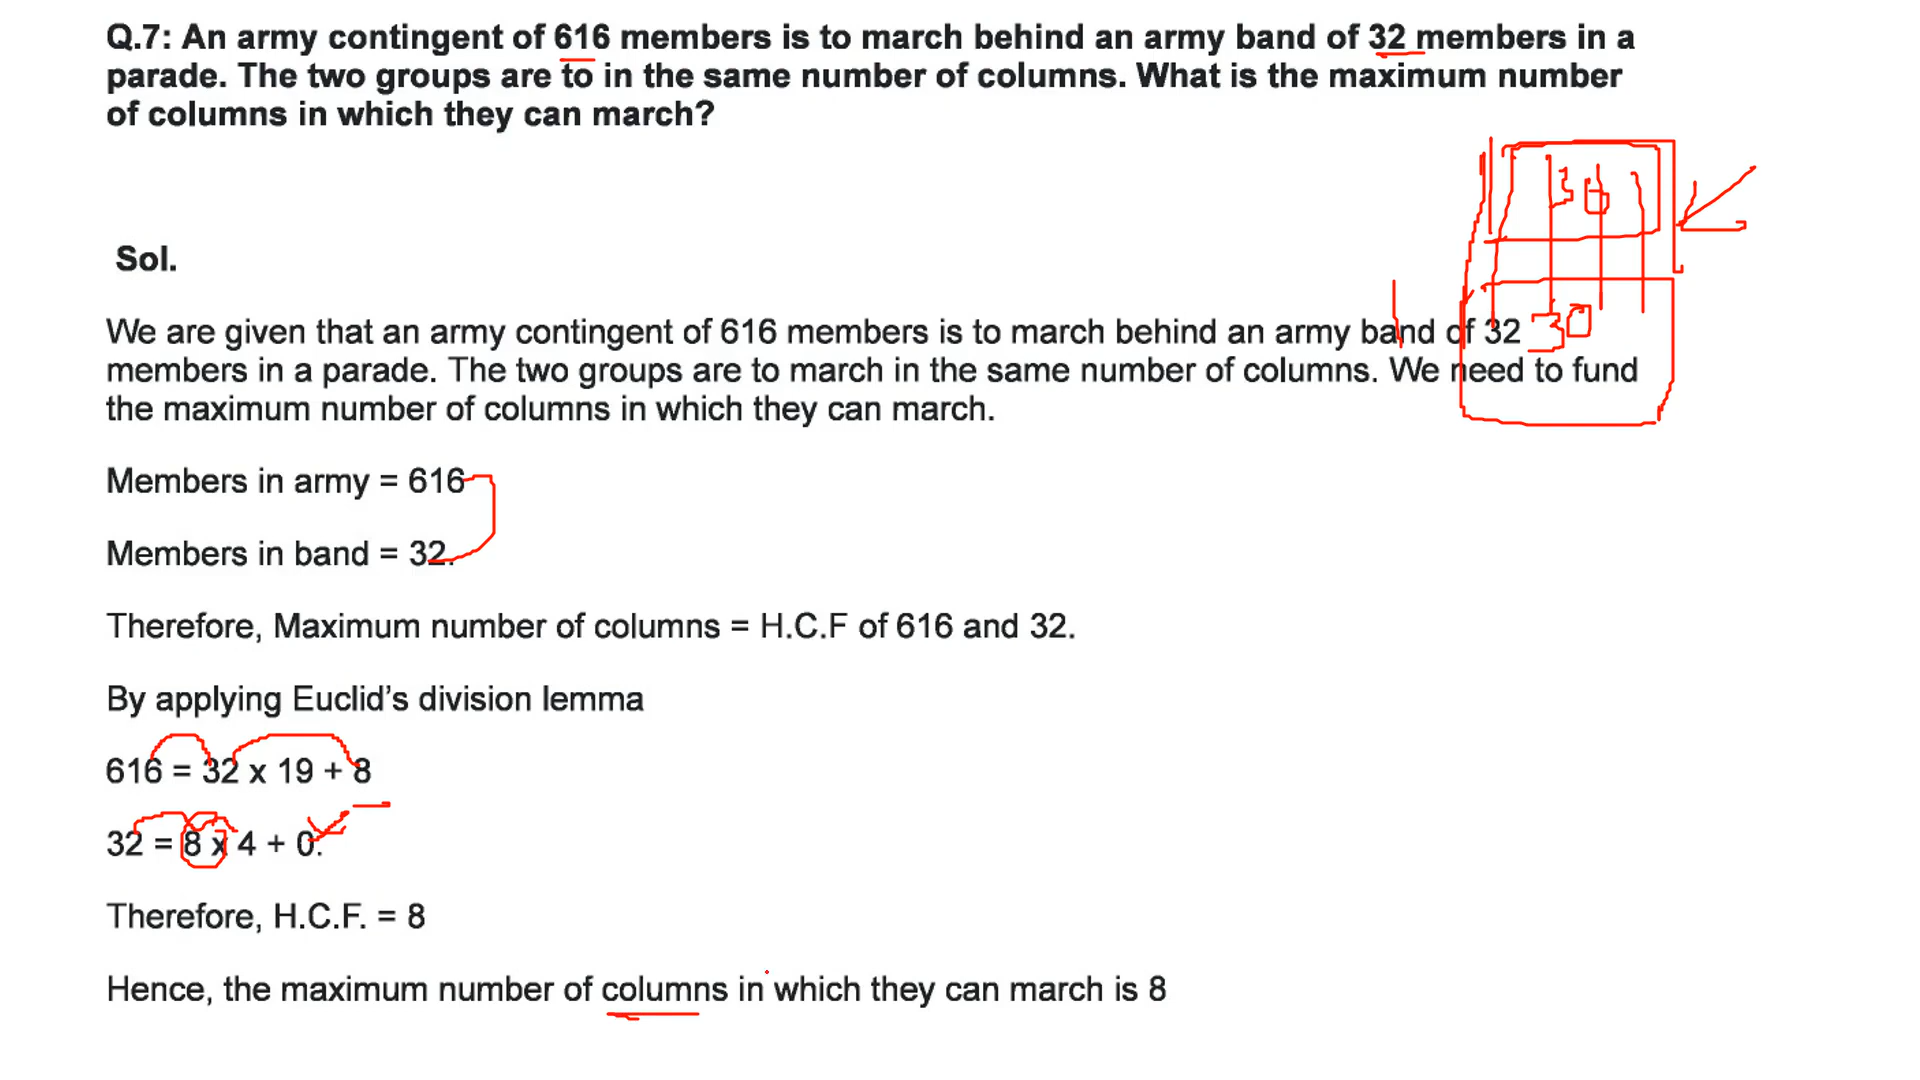 Q.7: An army contingent of 616 members is to march behind an army band of 32 members in a
parade. The two groups are to in the same number of columns. What is the maximum number
of columns in which they can march?
Sol.
We are given that an army contingent of 616 members is to march behind an army band of 32
members in a parade. The two groups are to march in the same number of columns. We need to fund
the maximum number of columns in which they can march.
Members in army = 616
Members in band = 32.
Therefore, Maximum number of columns = H.C.F of 616 and 32.
By applying Euclid’s division lemma
616 = 32 x 19 + 8
32 = 8 x 4 + 0.
Therefore, H.C.F. = 8
Hence, the maximum number of columns in which they can march is 8